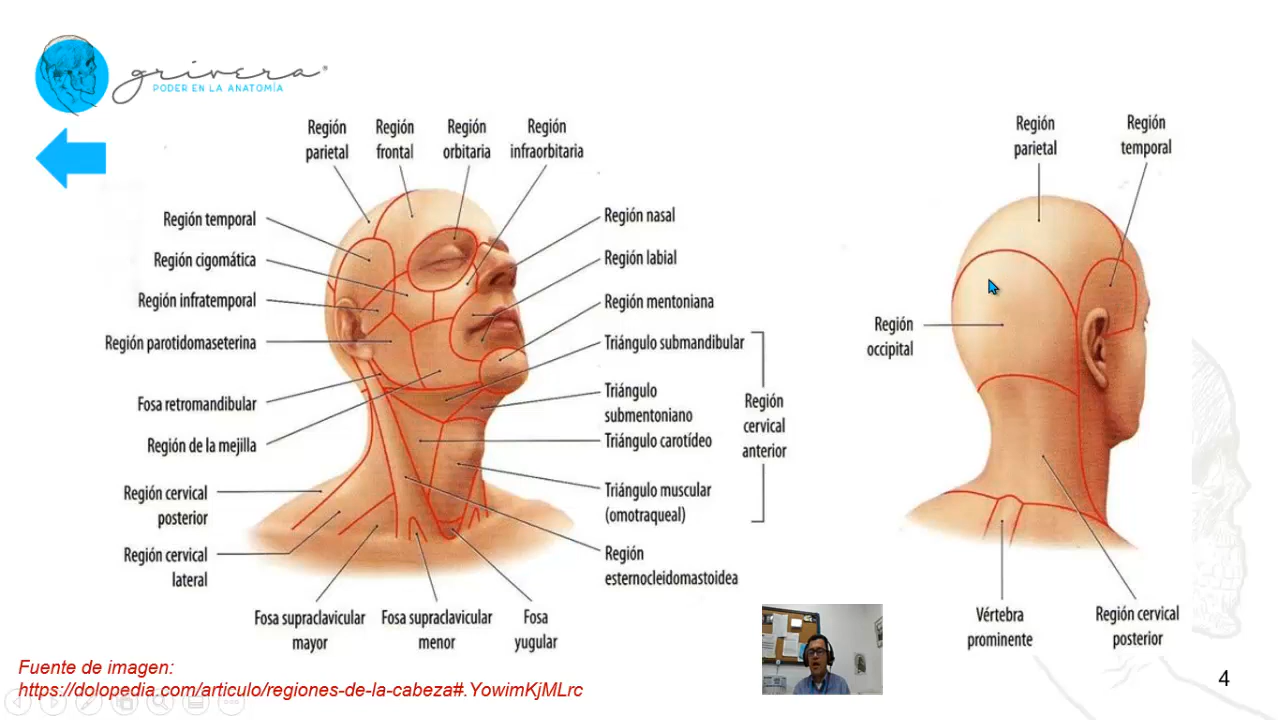 grivera®
PODER EN LA ANATOMÍA
Región
parietal
Región
frontal
Región
orbitaria
Región
infraorbitaria
Región temporal
Región cigomática
Región infratemporal
Región parotidomaseterina
Fosa retromandibular
Región de la mejilla
Región cervical
posterior
Región cervical
lateral
Fosa supraclavicular
mayor
Fosa supraclavicular
menor
Fosa
yugular
Región nasal
Región labial
Región mentoniana
Triángulo submandibular
Triángulo
submentoniano
Triángulo carotídeo
Triángulo muscular
(omotraqueal)
Región
esternocleidomastoidea
Región
cervical
anterior
Región
parietal
Región
temporal
Región
occipital
Vértebra
prominente
Región cervical
posterior
Fuente de imagen:
https://dolopedia.com/articulo/regiones-de-la-cabeza#.YowimKjMLrc
4